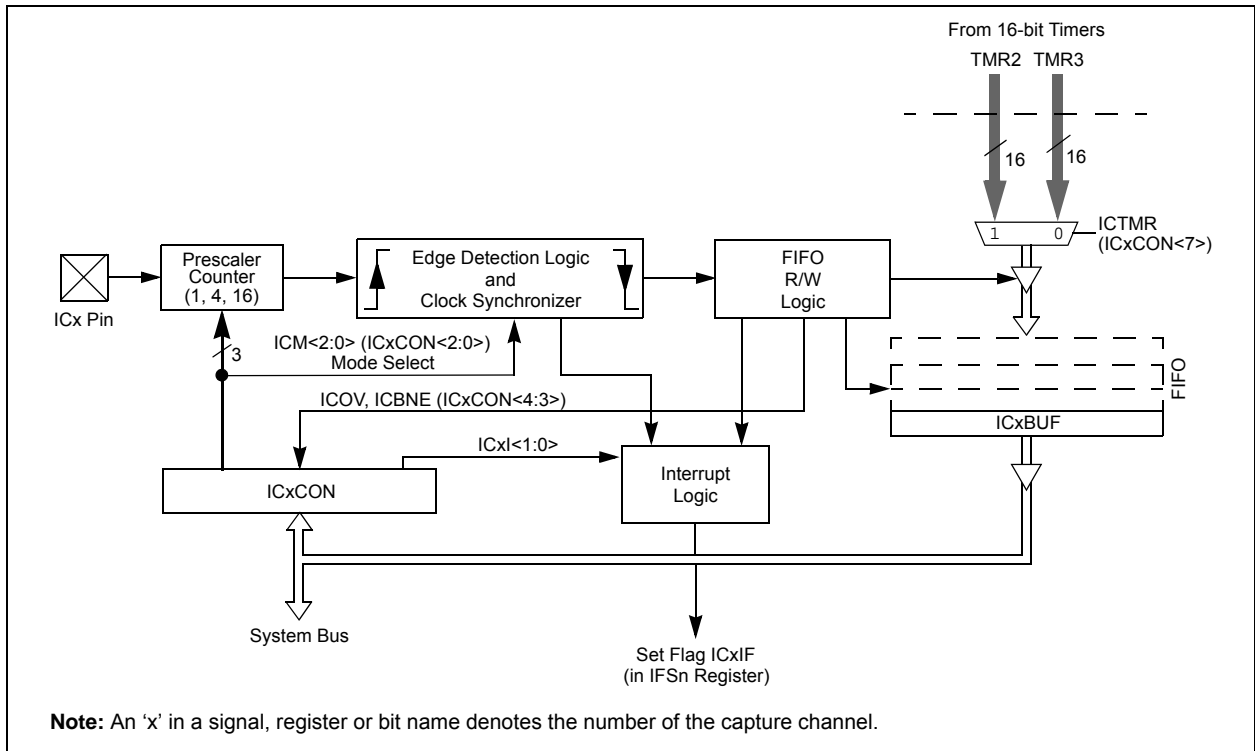 From 16-bit Timers
TMR2 TMR3
16 16
1 0
ICTMR
(ICxCON<7>)
Prescaler
Counter
(1, 4, 16)
Edge Detection Logic
and
Clock Synchronizer
FIFO
R/W
Logic
ICx Pin
3
ICM<2:0> (ICxCON<2:0>)
Mode Select
FIFO
ICOV, ICBNE (ICxCON<4:3>)
ICxBUF
ICxI<1:0>
ICxCON
Interrupt
Logic
System Bus
Set Flag ICxIF
(in IFSn Register)
Note: An ‘x’ in a signal, register or bit name denotes the number of the capture channel.